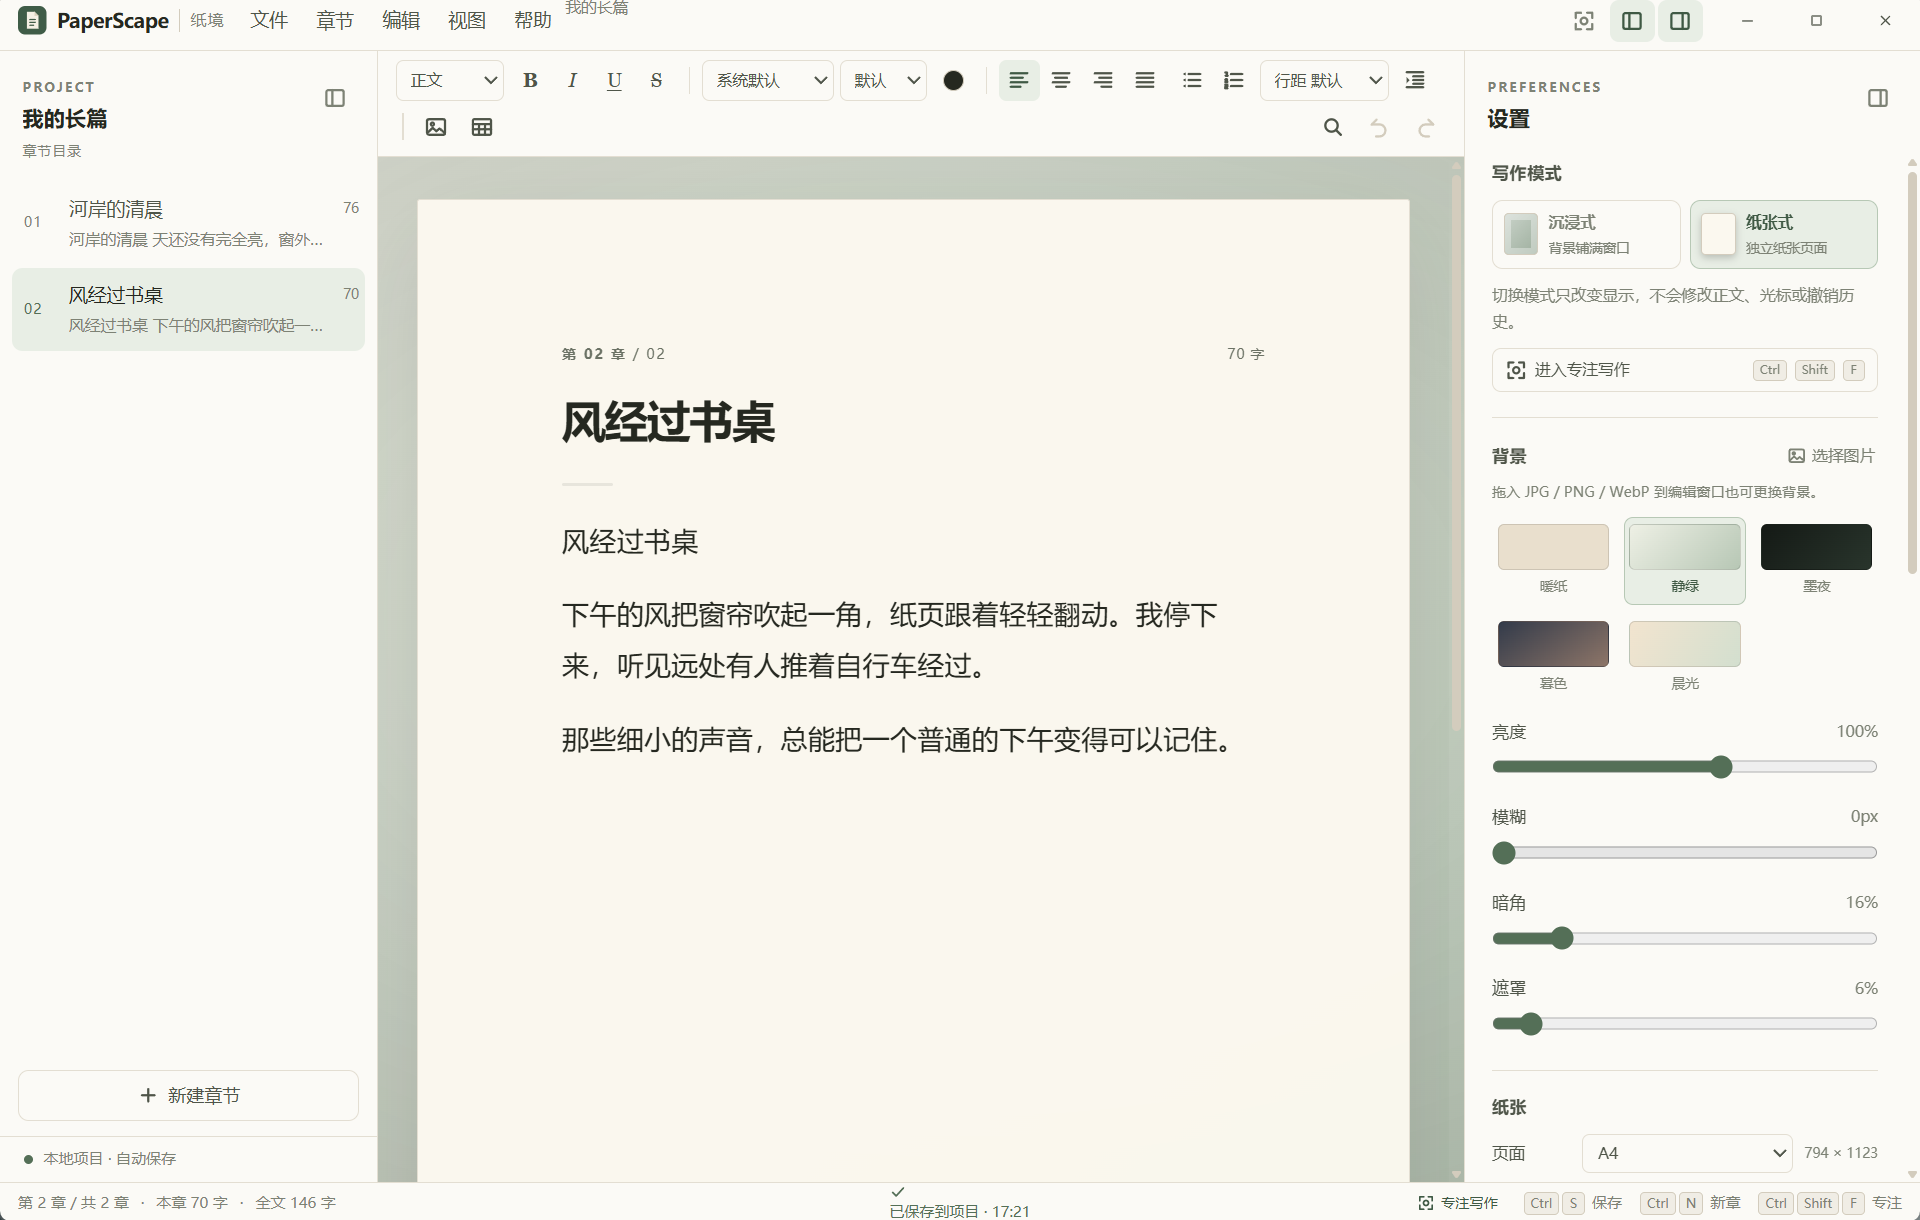 PaperScape 纸境 文件 章节 编辑 视图 帮助 我的长篇
PROJECT
我的长篇
章节目录
01 河岸的清晨 76
河岸的清晨 天还没有完全亮，窗外...
02 风经过书桌 70
风经过书桌 下午的风把窗帘吹起一...
新建章节
本地项目 · 自动保存
正文 B I U S 系统默认 默认 行距 默认
第 02 章 / 02 70 字
风经过书桌
风经过书桌
下午的风把窗帘吹起一角，纸页跟着轻轻翻动。我停下
来，听见远处有人推着自行车经过。
那些细小的声音，总能把一个普通的下午变得可以记住。
PREFERENCES
设置
写作模式
沉浸式
背景铺满窗口
纸张式
独立纸张页面
切换模式只改变显示，不会修改正文、光标或撤销历
史。
进入专注写作 Ctrl Shift F
背景 选择图片
拖入 JPG / PNG / WebP 到编辑窗口也可更换背景。
暖纸 静绿 墨夜
暮色 晨光
亮度 100%
模糊 0px
暗角 16%
遮罩 6%
纸张
页面 A4 794 × 1123
第 2 章 / 共 2 章 · 本章 70 字 · 全文 146 字
已保存到项目 · 17:21
专注写作 Ctrl S 保存 Ctrl N 新章 Ctrl Shift F 专注